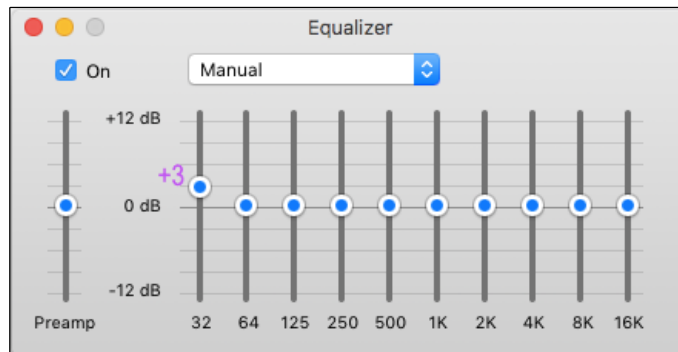 Equalizer
On Manual
+12 dB
+3
0 dB
-12 dB
Preamp 32 64 125 250 500 1K 2K 4K 8K 16K